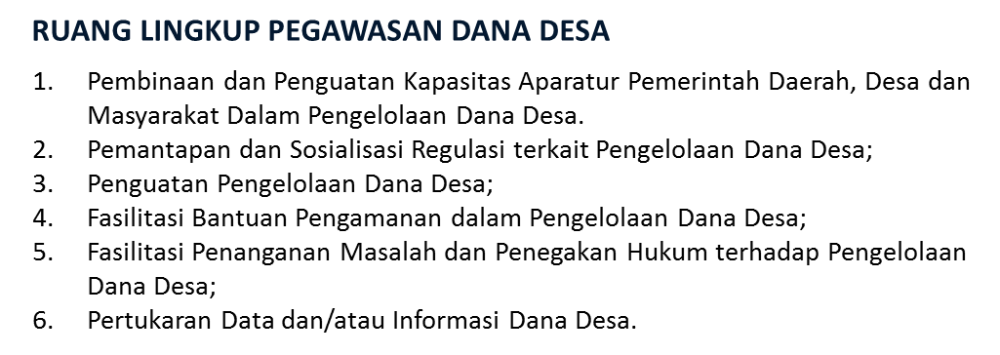 RUANG LINGKUP PEGAWASAN DANA DESA
1. Pembinaan dan Penguatan Kapasitas Aparatur Pemerintah Daerah, Desa dan
Masyarakat Dalam Pengelolaan Dana Desa.
2. Pemantapan dan Sosialisasi Regulasi terkait Pengelolaan Dana Desa;
3. Penguatan Pengelolaan Dana Desa;
4. Fasilitasi Bantuan Pengamanan dalam Pengelolaan Dana Desa;
5. Fasilitasi Penanganan Masalah dan Penegakan Hukum terhadap Pengelolaan
Dana Desa;
6. Pertukaran Data dan/atau Informasi Dana Desa.